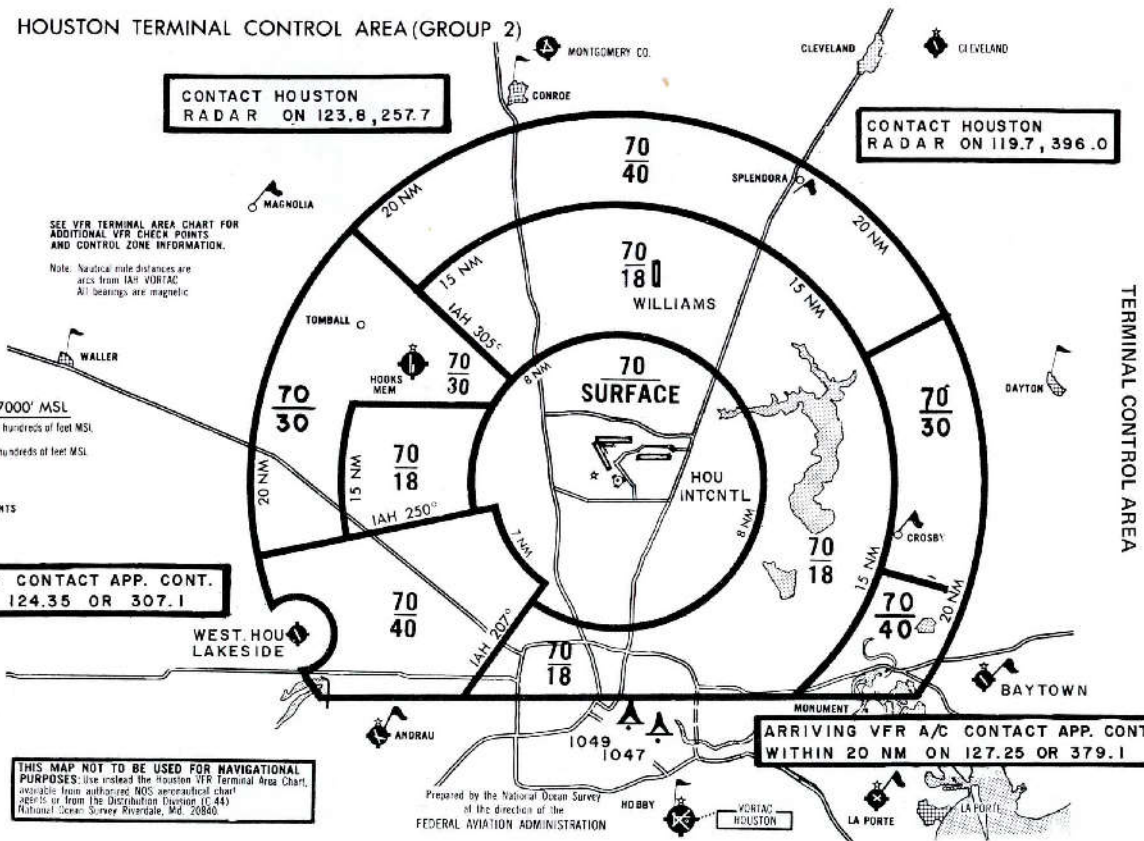 HOUSTON TERMINAL CONTROL AREA (GROUP 2)
MONTGOMERY CO.
CLEVELAND
CLEVELAND
CONROE
CONTACT HOUSTON
RADAR ON 123.8, 257.7
CONTACT HOUSTON
RADAR ON 119.7, 396.0
70
40
SPLENDORA
MAGNOLIA
20 NM
20 NM
SEE VFR TERMINAL AREA CHART FOR
ADDITIONAL VFR CHECK POINTS
AND CONTROL ZONE INFORMATION.
Note: Nautical mile distances are
arcs from IAH VORTAC
All bearings are magnetic
15 NM
70
18
WILLIAMS
15 NM
TERMINAL CONTROL AREA
IAH 305°
TOMBALL
WALLER
HOOKS
MEM
70
30
8 NM
70
SURFACE
DAYTON
7000' MSL
hundreds of feet MSL
hundreds of feet MSL
70
30
70
30
70
18
15 NM
20 NM
HOU
INTCNTL
NTS
IAH 250°
7 NM
8 NM
CROSBY
70
18
15 NM
CONTACT APP. CONT.
124.35 OR 307.1
70
40
70
40
20 NM
WEST. HOU
LAKESIDE
IAH 207°
70
18
BAYTOWN
MONUMENT
ANDRAU
1049
1047
ARRIVING VFR A/C CONTACT APP. CONT
WITHIN 20 NM ON 127.25 OR 379.1
THIS MAP NOT TO BE USED FOR NAVIGATIONAL
PURPOSES: Use instead the Houston VFR Terminal Area Chart,
available from authorized NOS aeronautical chart
agents or from the Distribution Division (C-44)
National Ocean Survey Riverdale, Md. 20840.
Prepared by the National Ocean Survey
at the direction of the
FEDERAL AVIATION ADMINISTRATION
HOBBY
VORTAC
HOUSTON
LA PORTE
LA PORTE